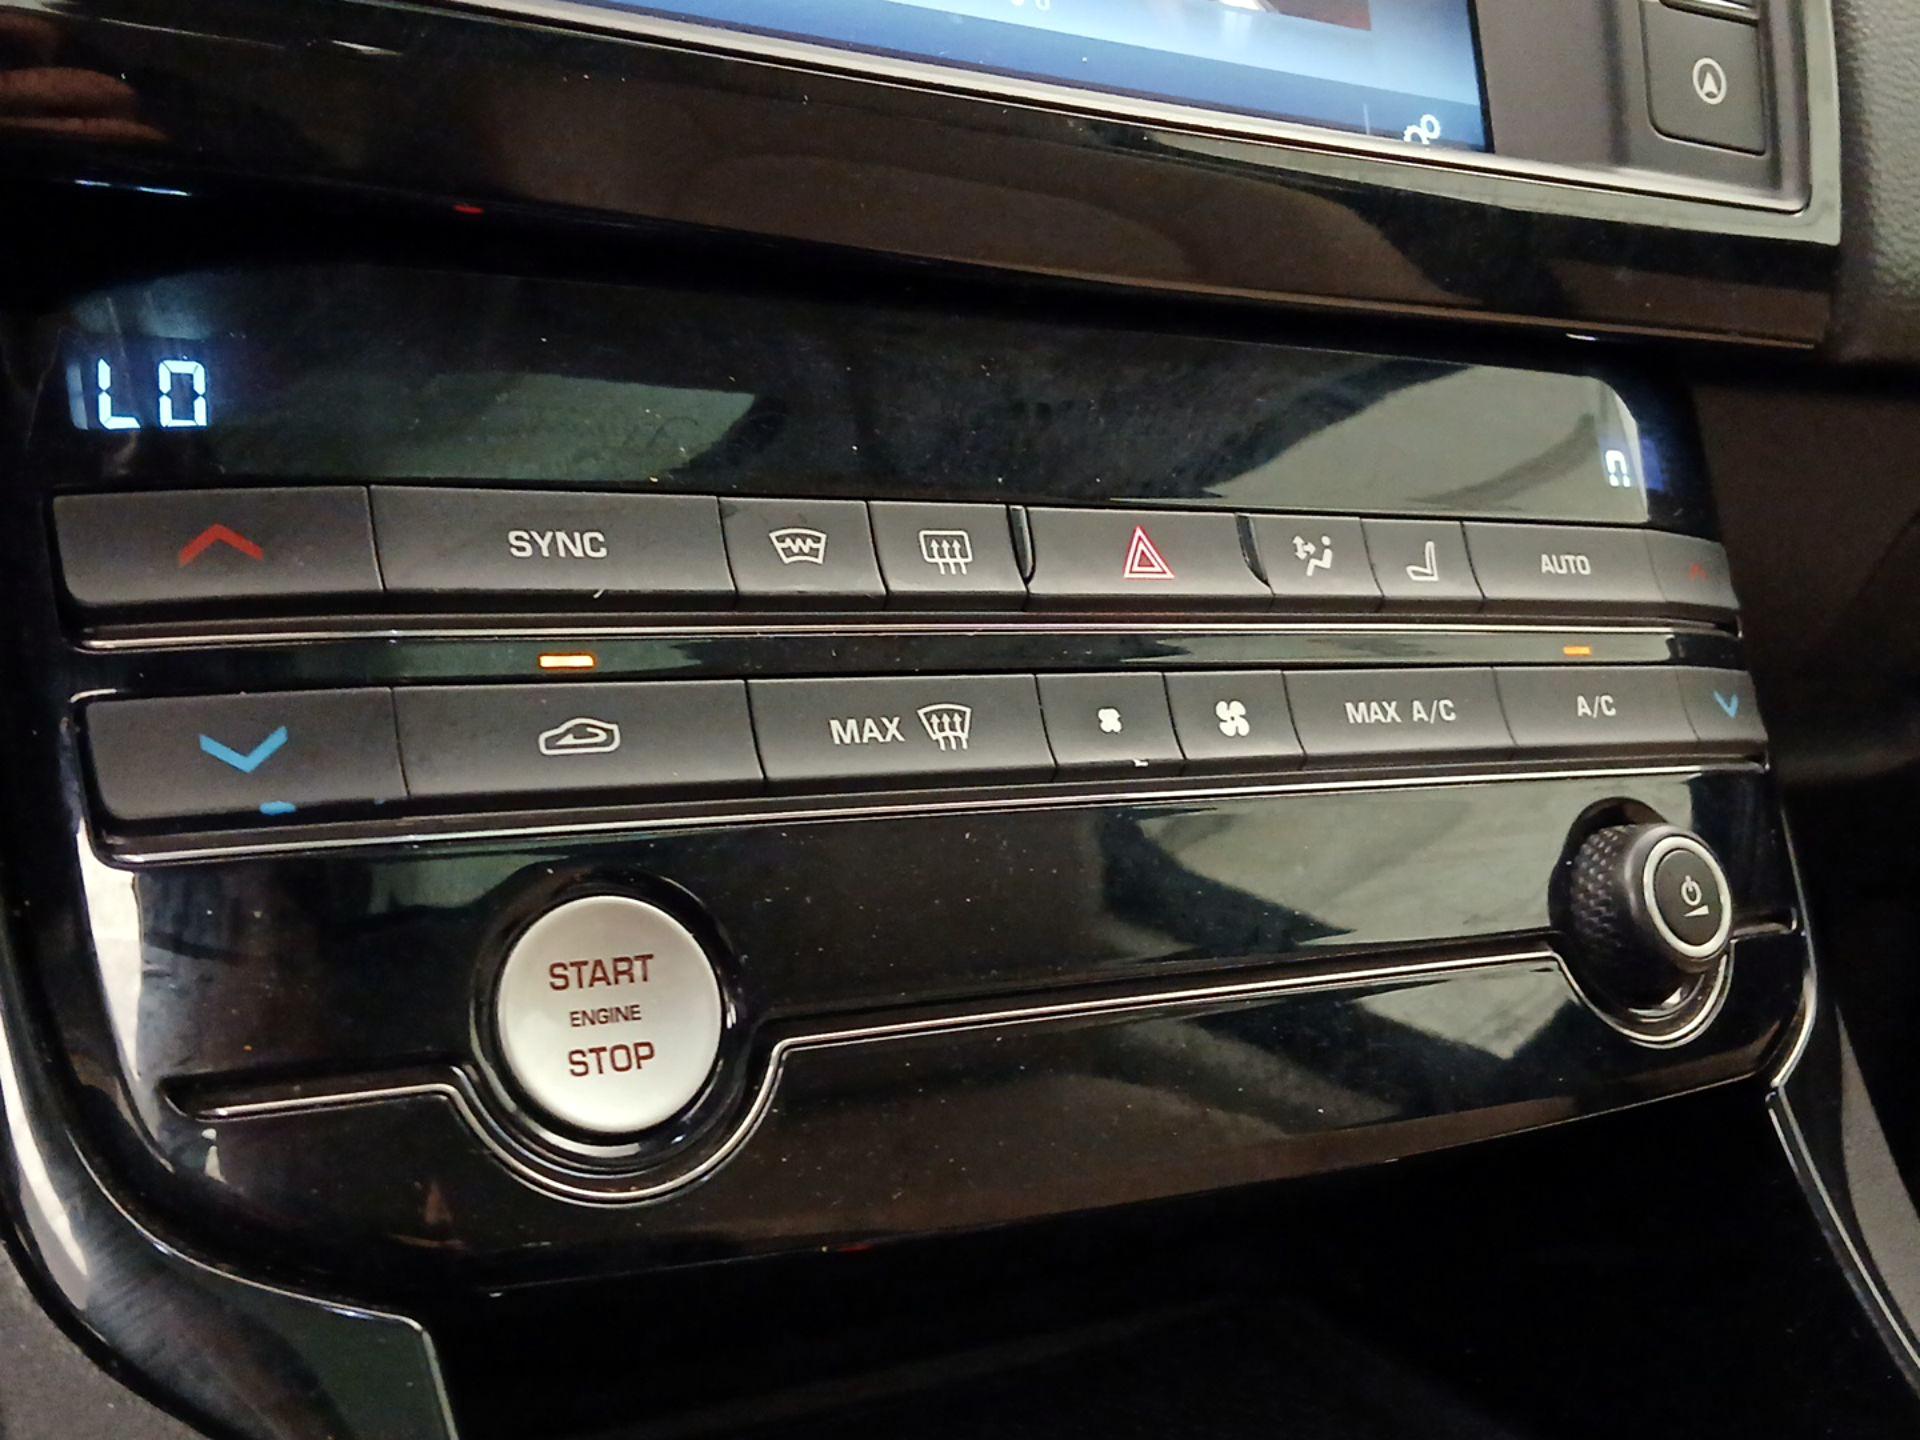 LO
SYNC
AUTO
MAX
MAX A/C
A/C
START
ENGINE
STOP